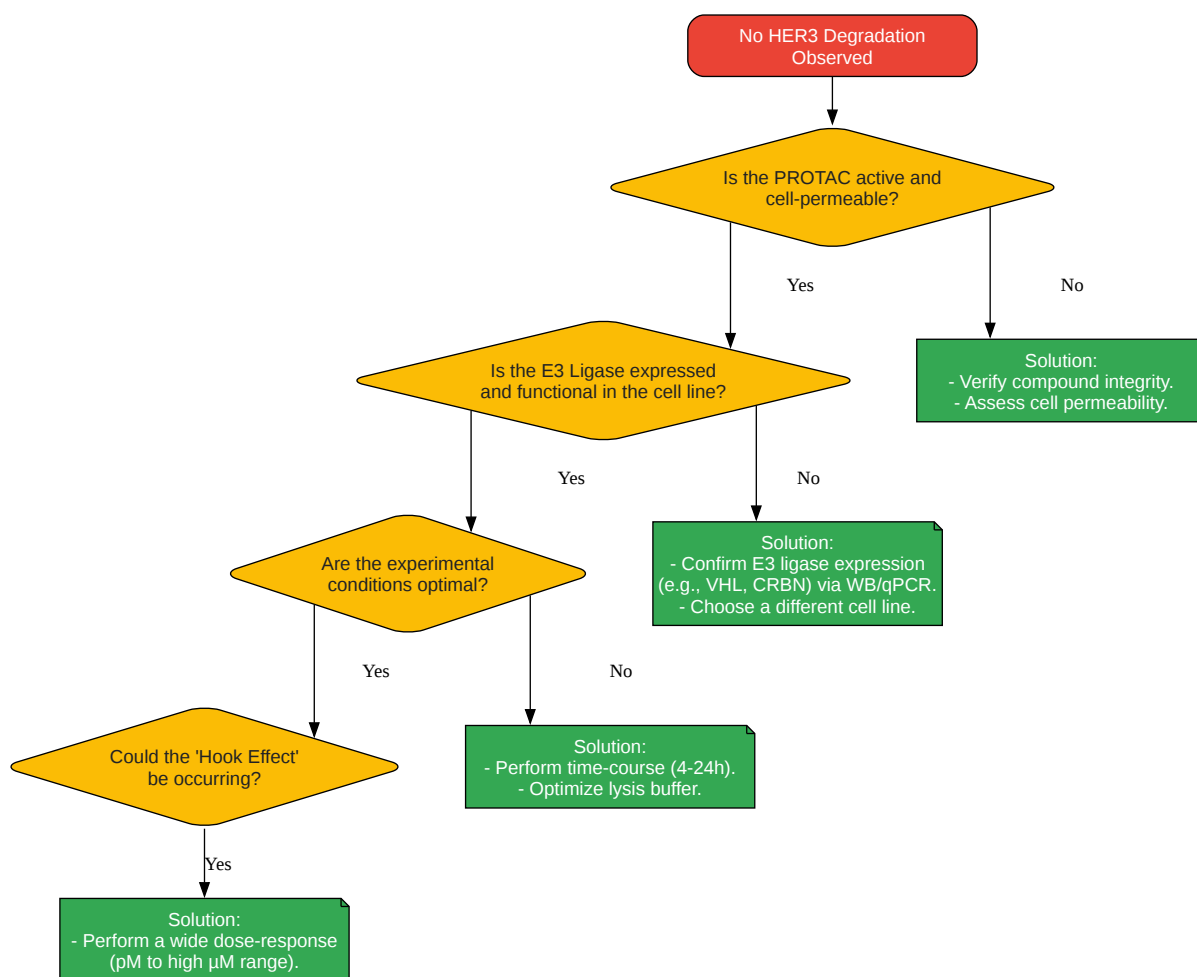 No HER3 Degradation
Observed
Is the PROTAC active and
cell-permeable?
Yes
No
Solution:
- Verify compound integrity.
- Assess cell permeability.
Is the E3 Ligase expressed
and functional in the cell line?
Yes
No
Solution:
- Confirm E3 ligase expression
(e.g., VHL, CRBN) via WB/qPCR.
- Choose a different cell line.
Are the experimental
conditions optimal?
Yes
No
Solution:
- Perform time-course (4-24h).
- Optimize lysis buffer.
Could the 'Hook Effect'
be occurring?
Yes
Solution:
- Perform a wide dose-response
(pM to high µM range).